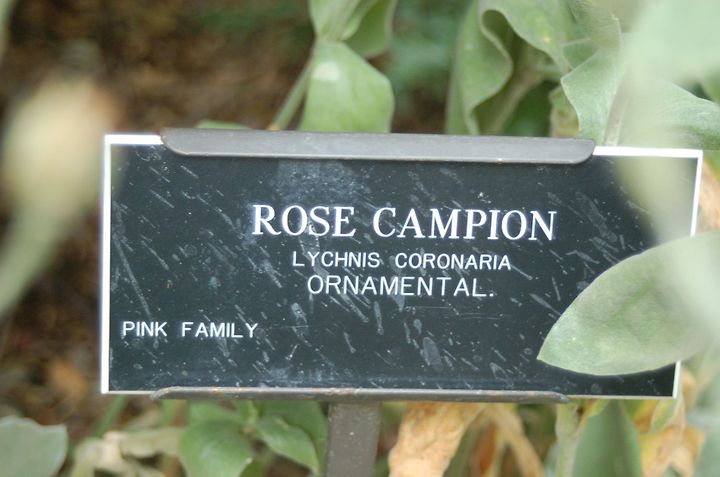 ROSE CAMPION
LYCHNIS CORONARIA
ORNAMENTAL.
PINK FAMILY